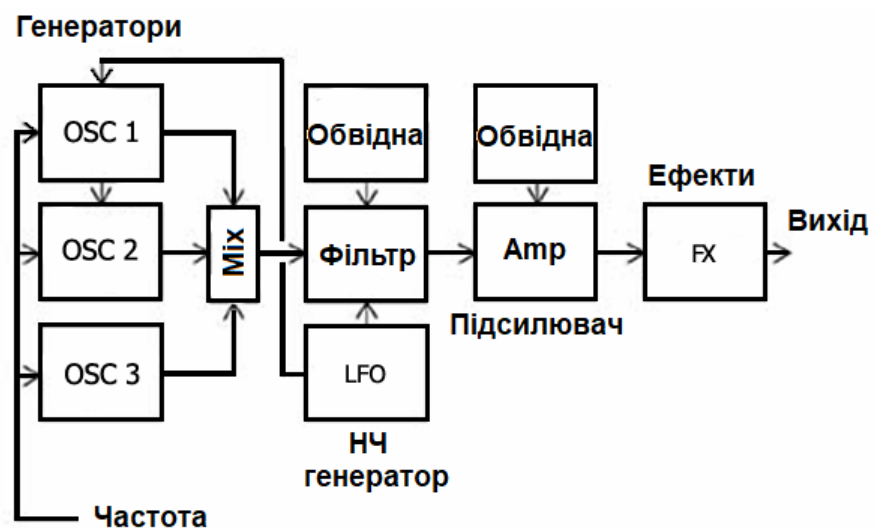 Генератори
OSC 1
Обвідна
Обвідна
OSC 2
Mix
Фільтр
Amp
Ефекти
FX
Вихід
Підсилювач
OSC 3
LFO
НЧ
генератор
Частота